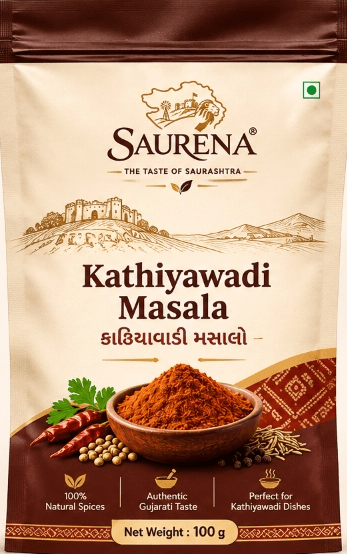 SAURENA®
THE TASTE OF SAURASHTRA
Kathiyawadi
Masala
કાઠિયાવાડી મસાલો
100%
Natural Spices
Authentic
Gujarati Taste
Perfect for
Kathiyawadi Dishes
Net Weight : 100 g